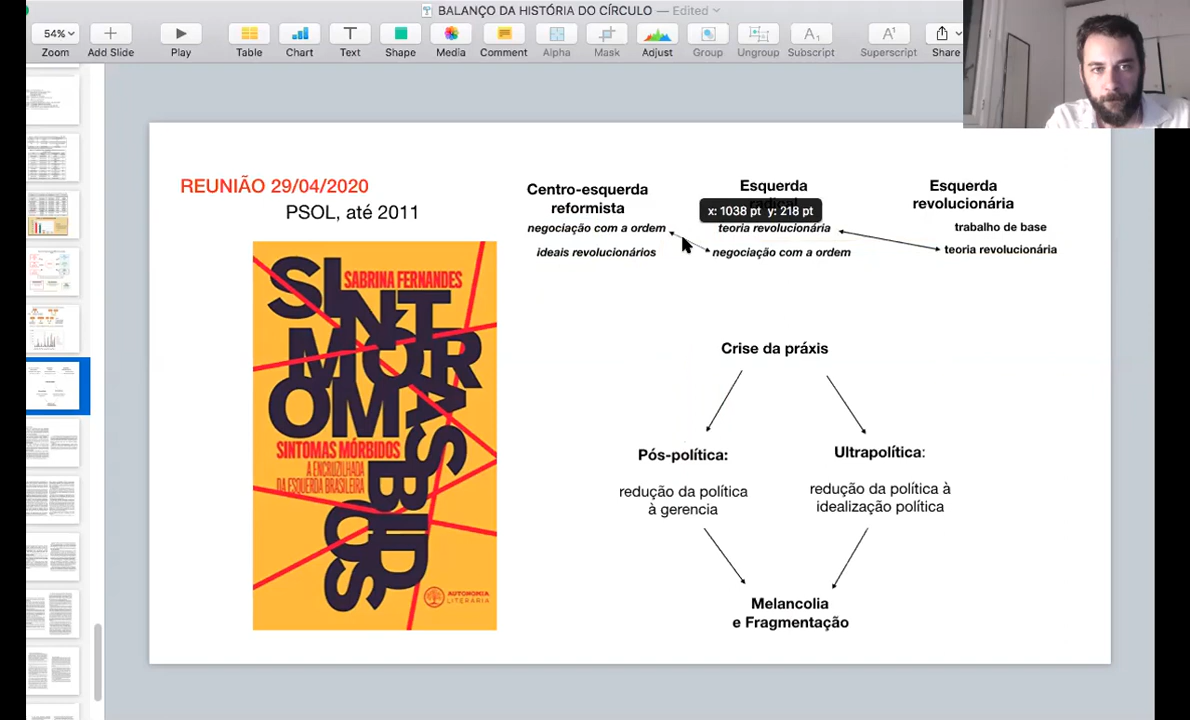 BALANÇO DA HISTÓRIA DO CÍRCULO — Edited
54%
Zoom
Add Slide
Play
Table
Chart
Text
Shape
Media
Comment
Alpha
Mask
Adjust
Group
Ungroup
Subscript
Superscript
Share
REUNIÃO 29/04/2020
PSOL, até 2011
SABRINA FERNANDES
SINTOMAS MÓRBIDOS
SINTOMAS MÓRBIDOS
A ENCRUZILHADA
DA ESQUERDA BRASILEIRA
AUTONOMIA
LITERÁRIA
Centro-esquerda
reformista
negociação com a ordem
ideais revolucionários
Esquerda
x: 1038 pt y: 218 pt
teoria revolucionária
negociação com a ordem
Esquerda
revolucionária
trabalho de base
teoria revolucionária
Crise da práxis
Pós-política:
redução da política
à gerencia
Ultrapolítica:
redução da política à
idealização política
Melancolia
e Fragmentação